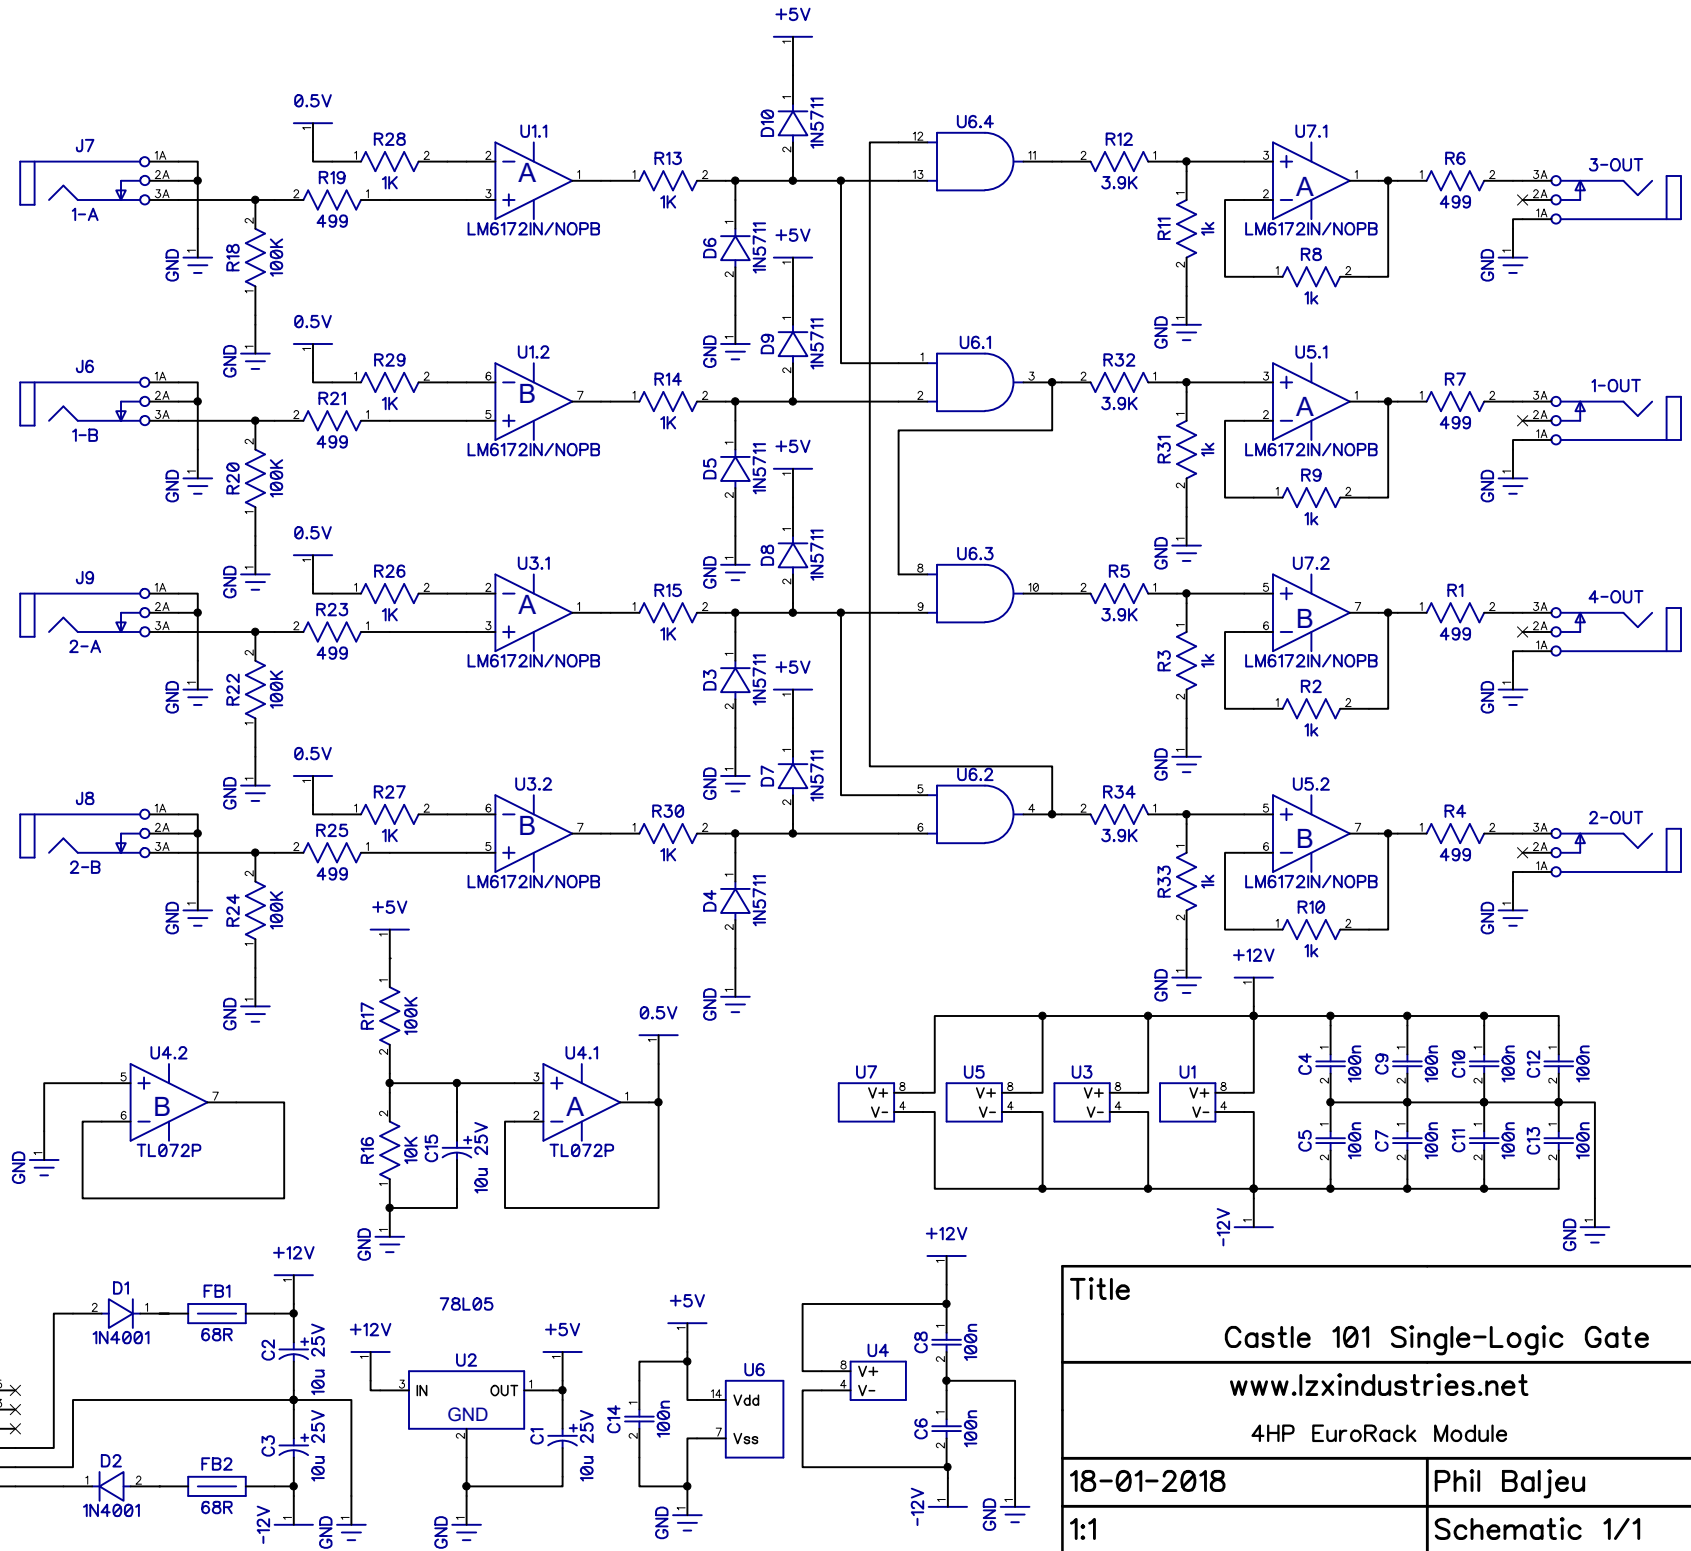 +5V
J7
1-A
0.5V
R28
1K
R19
499
R18
100K
GND
GND
U1.1
A
LM6172IN/NOPB
R13
1K
D10
1N5711
D6
1N5711
GND
U6.4
R12
3.9K
R11
1k
GND
U7.1
A
LM6172IN/NOPB
R8
1k
R6
499
3-OUT
GND
J6
1-B
0.5V
R29
1K
R21
499
R20
100K
GND
GND
U1.2
B
LM6172IN/NOPB
R14
1K
+5V
D9
1N5711
D5
1N5711
GND
U6.1
R32
3.9K
R31
1k
GND
U5.1
A
LM6172IN/NOPB
R9
1k
R7
499
1-OUT
GND
J9
2-A
0.5V
R26
1K
R23
499
R22
100K
GND
GND
U3.1
A
LM6172IN/NOPB
R15
1K
+5V
D8
1N5711
D3
1N5711
GND
U6.3
R5
3.9K
R3
1k
GND
U7.2
B
LM6172IN/NOPB
R2
1k
R1
499
4-OUT
GND
J8
2-B
0.5V
R27
1K
R25
499
R24
100K
GND
GND
U3.2
B
LM6172IN/NOPB
R30
1K
+5V
D7
1N5711
D4
1N5711
GND
U6.2
R34
3.9K
R33
1k
GND
U5.2
B
LM6172IN/NOPB
R10
1k
R4
499
2-OUT
GND
U4.2
B
TL072P
GND
+5V
R17
100K
R16
10K
C15
10u 25V
GND
U4.1
A
TL072P
0.5V
+12V
U7
V+
V-
U5
V+
V-
U3
V+
V-
U1
V+
V-
C4
100n
C9
100n
C10
100n
C12
100n
C5
100n
C7
100n
C11
100n
C13
100n
-12V
GND
D1
1N4001
FB1
68R
+12V
C2
10u 25V
C3
10u 25V
D2
1N4001
FB2
68R
-12V
GND
78L05
+12V
U2
IN
OUT
GND
+5V
C1
10u 25V
GND
+5V
C14
100n
U6
Vdd
Vss
GND
+12V
U4
V+
V-
C8
100n
C6
100n
-12V
GND
Title
Castle 101 Single-Logic Gate
www.lzxindustries.net
4HP EuroRack Module
18-01-2018
Phil Baljeu
1:1
Schematic 1/1